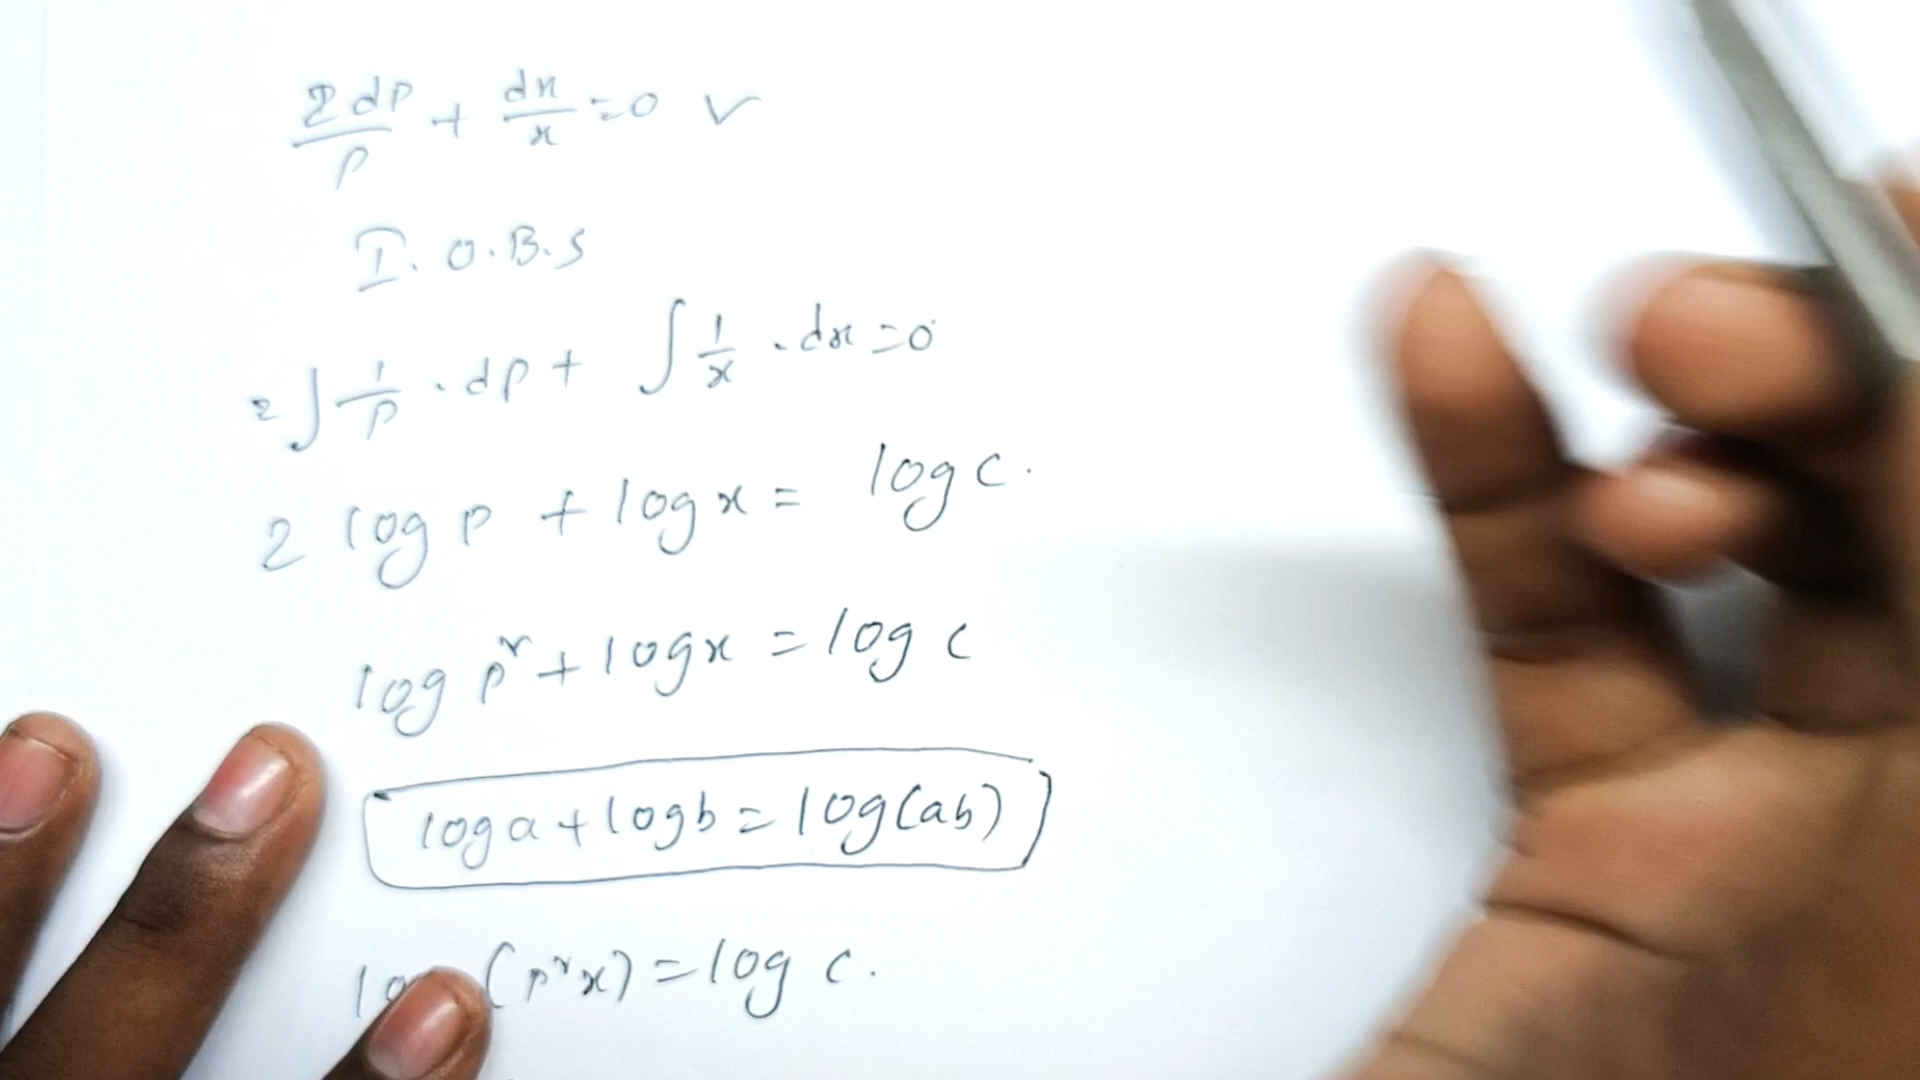 2dp/p + dx/x = 0 ✓
I. O.B.S
2∫1/p . dp + ∫1/x . dx = 0
2 log p + log x = log c.
log p² + log x = log c
log a + log b = log(ab)
(p²x) = log c.